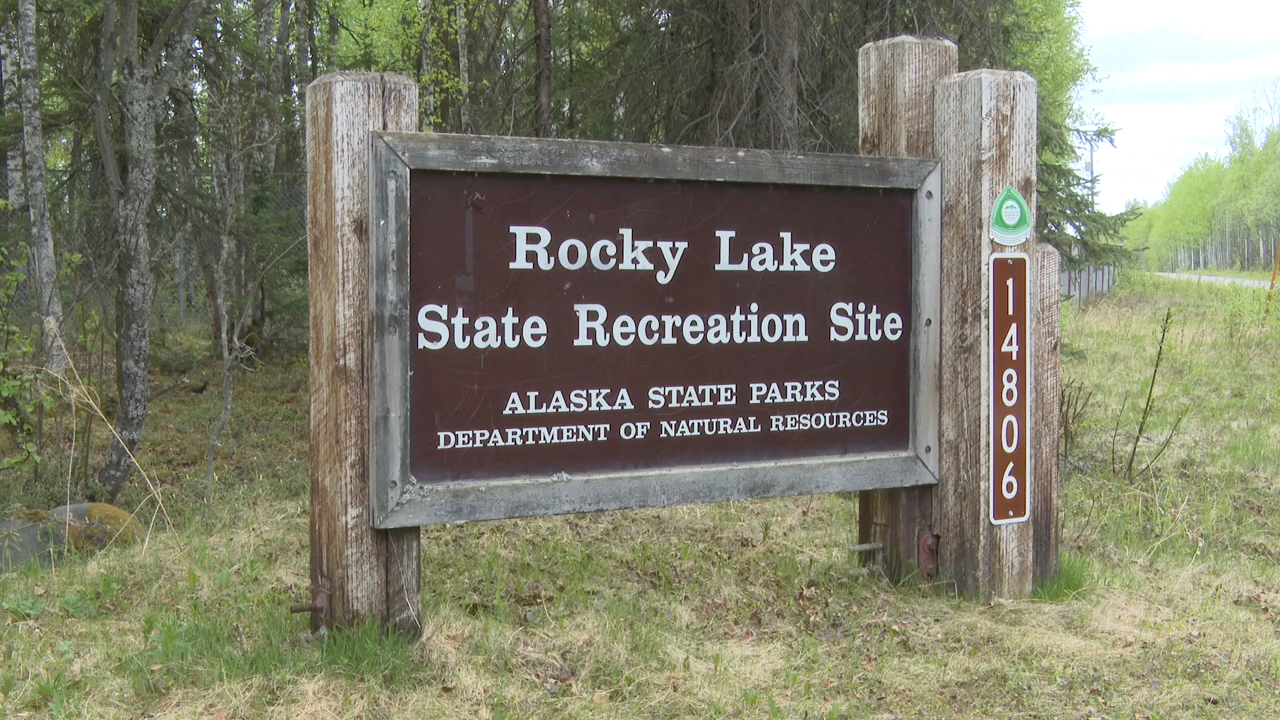 Rocky Lake
State Recreation Site
ALASKA STATE PARKS
DEPARTMENT OF NATURAL RESOURCES
14806